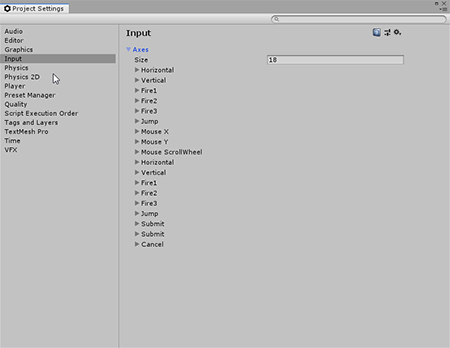 Project Settings
Audio
Editor
Graphics
Input
Physics
Physics 2D
Player
Preset Manager
Quality
Script Execution Order
Tags and Layers
TextMesh Pro
Time
VFX
Input
Axes
Size 18
Horizontal
Vertical
Fire1
Fire2
Fire3
Jump
Mouse X
Mouse Y
Mouse ScrollWheel
Horizontal
Vertical
Fire1
Fire2
Fire3
Jump
Submit
Submit
Cancel